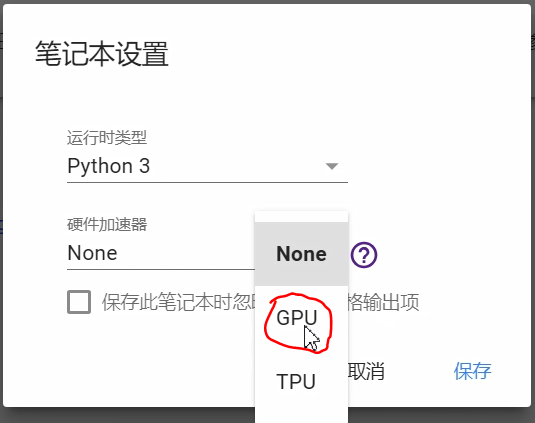 笔记本设置
运行时类型
Python 3
硬件加速器
None
None
保存此笔记本时忽
格输出项
GPU
取消
保存
TPU